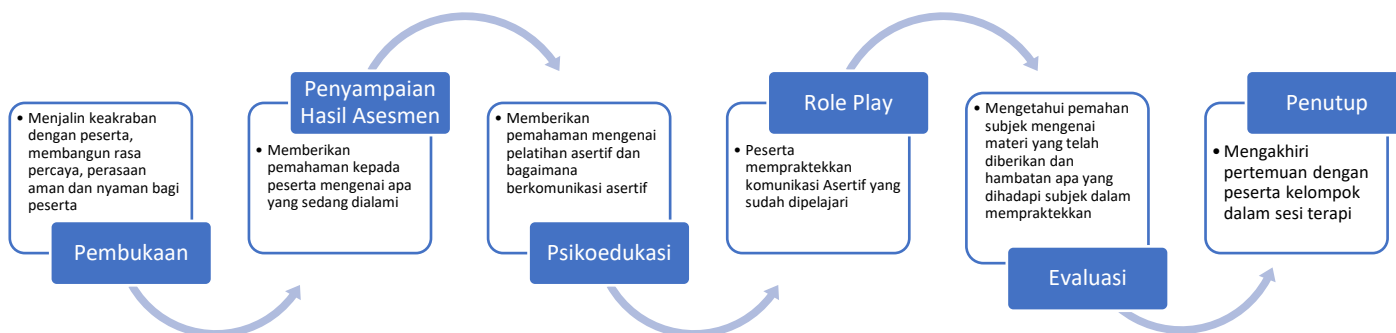 • Menjalin keakraban
dengan peserta,
membangun rasa
percaya, perasaan
aman dan nyaman bagi
peserta
Pembukaan
Penyampaian
Hasil Asesmen
• Memberikan
pemahaman kepada
peserta mengenai apa
yang sedang dialami
• Memberikan
pemahaman mengenai
pelatihan asertif dan
bagaimana
berkomunikasi asertif
Psikoedukasi
Role Play
• Peserta
mempraktekkan
komunikasi Asertif yang
sudah dipelajari
• Mengetahui pemahan
subjek mengenai
materi yang telah
diberikan dan
hambatan apa yang
dihadapi subjek dalam
mempraktekkan
Evaluasi
Penutup
• Mengakhiri
pertemuan dengan
peserta kelompok
dalam sesi terapi